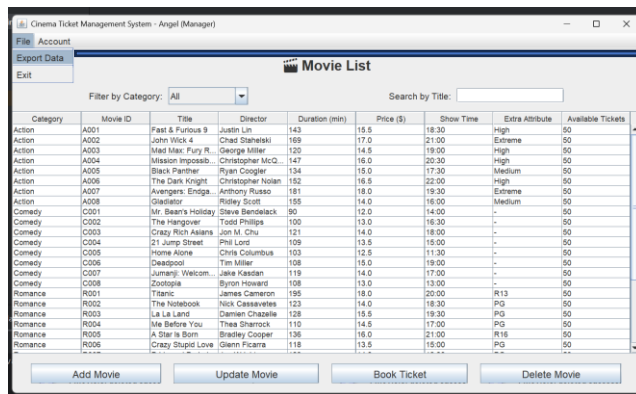 Cinema Ticket Management System - Angel (Manager)
File Account
Export Data
Exit
Movie List
Filter by Category: All Search by Title:
Category Movie ID Title Director Duration (min) Price ($) Show Time Extra Attribute Available Tickets
Action A001 Fast & Furious 9 Justin Lin 143 15.5 18:30 High 50
Action A002 John Wick 4 Chad Stahelski 169 17.0 21:00 Extreme 50
Action A003 Mad Max: Fury R... George Miller 120 14.5 19:00 High 50
Action A004 Mission Impossib... Christopher McQ... 147 16.0 20:30 High 50
Action A005 Black Panther Ryan Coogler 134 15.0 17:30 Medium 50
Action A006 The Dark Knight Christopher Nolan 152 16.5 22:00 High 50
Action A007 Avengers: Endga... Anthony Russo 181 18.0 19:30 Extreme 50
Action A008 Gladiator Ridley Scott 155 14.0 16:00 Medium 50
Comedy C001 Mr. Bean's Holiday Steve Bendelack 90 12.0 14:00 - 50
Comedy C002 The Hangover Todd Phillips 100 13.0 16:30 - 50
Comedy C003 Crazy Rich Asians Jon M. Chu 121 14.0 18:00 - 50
Comedy C004 21 Jump Street Phil Lord 109 13.5 15:00 - 50
Comedy C005 Home Alone Chris Columbus 103 12.5 11:30 - 50
Comedy C006 Deadpool Tim Miller 108 15.0 19:00 - 50
Comedy C007 Jumanji: Welcom... Jake Kasdan 119 14.0 17:00 - 50
Comedy C008 Zootopia Byron Howard 108 13.0 13:00 - 50
Romance R001 Titanic James Cameron 195 18.0 20:00 R13 50
Romance R002 The Notebook Nick Cassavetes 123 14.0 18:30 PG 50
Romance R003 La La Land Damien Chazelle 128 15.5 19:30 PG 50
Romance R004 Me Before You Thea Sharrock 110 14.5 17:00 PG 50
Romance R005 A Star Is Born Bradley Cooper 136 16.0 21:00 R16 50
Romance R006 Crazy Stupid Love Glenn Ficarra 118 13.5 15:00 PG 50
Add Movie Update Movie Book Ticket Delete Movie